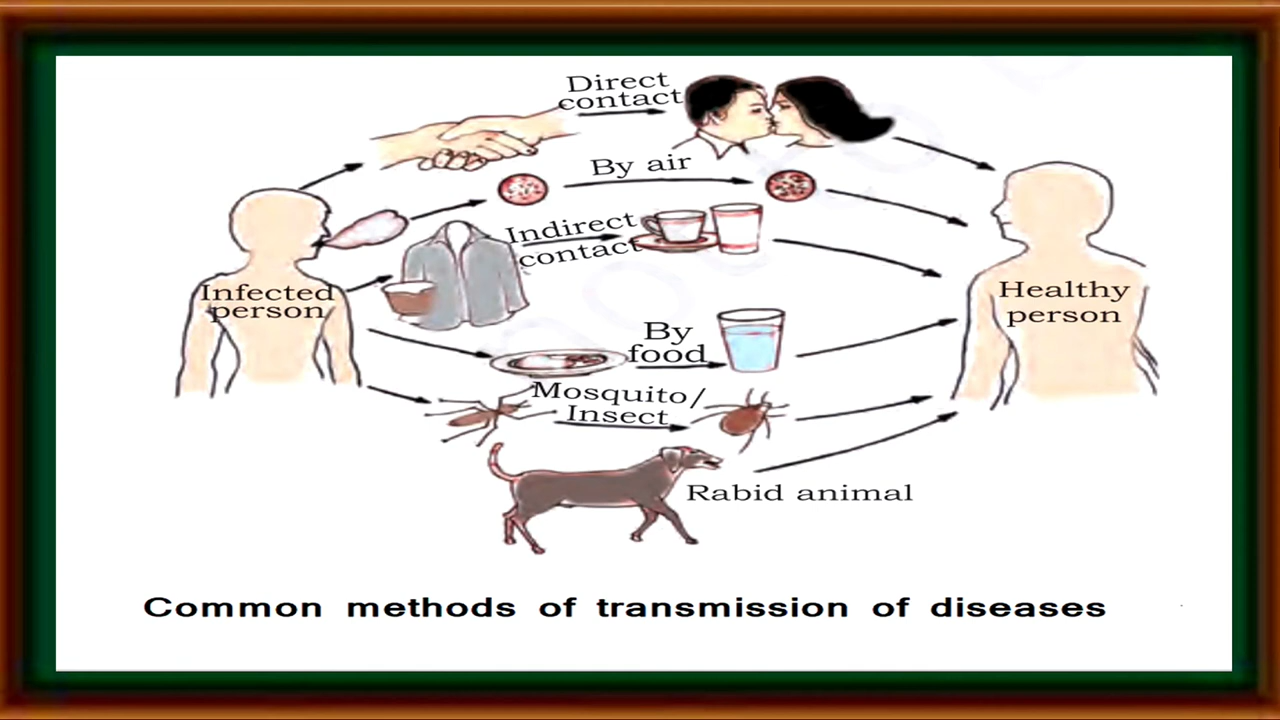 Direct
contact
By air
Indirect
contact
Infected
person
Healthy
person
By
food
Mosquito/
Insect
Rabid animal
Common methods of transmission of diseases